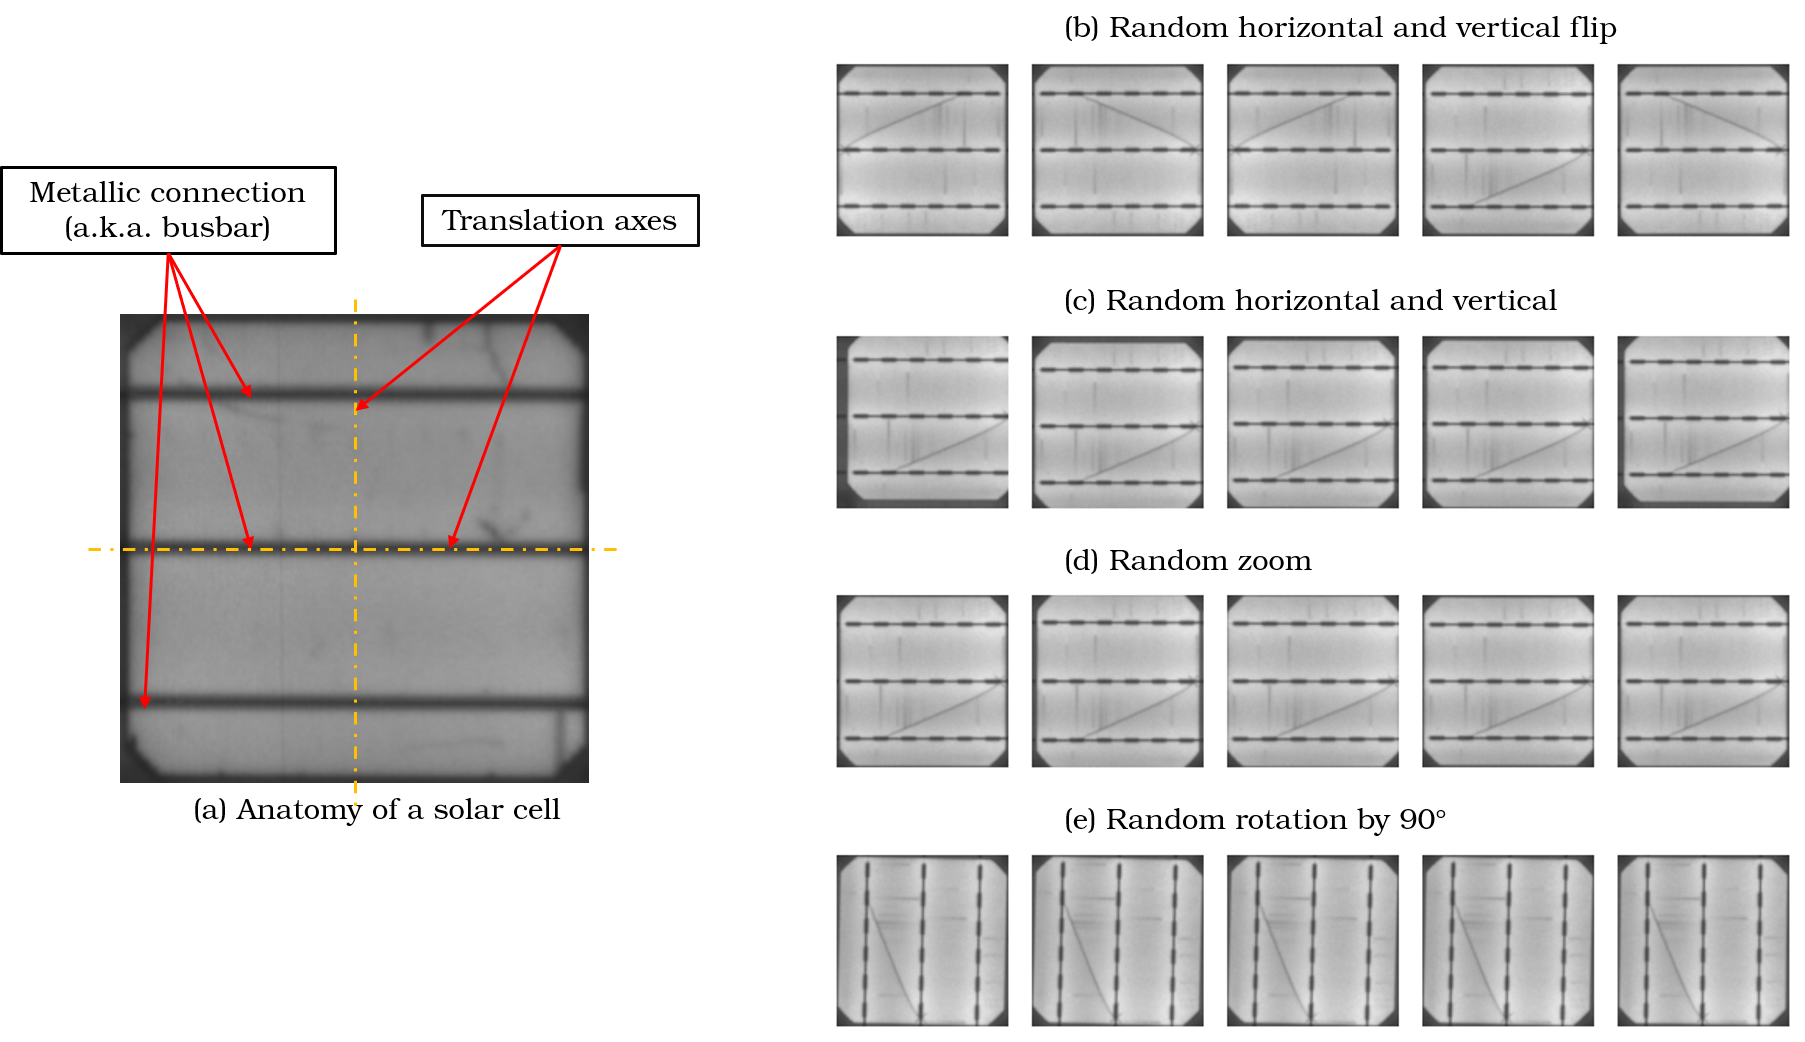 Metallic connection
(a.k.a. busbar)
Translation axes
(a) Anatomy of a solar cell
(b) Random horizontal and vertical flip
(c) Random horizontal and vertical
(d) Random zoom
(e) Random rotation by 90°